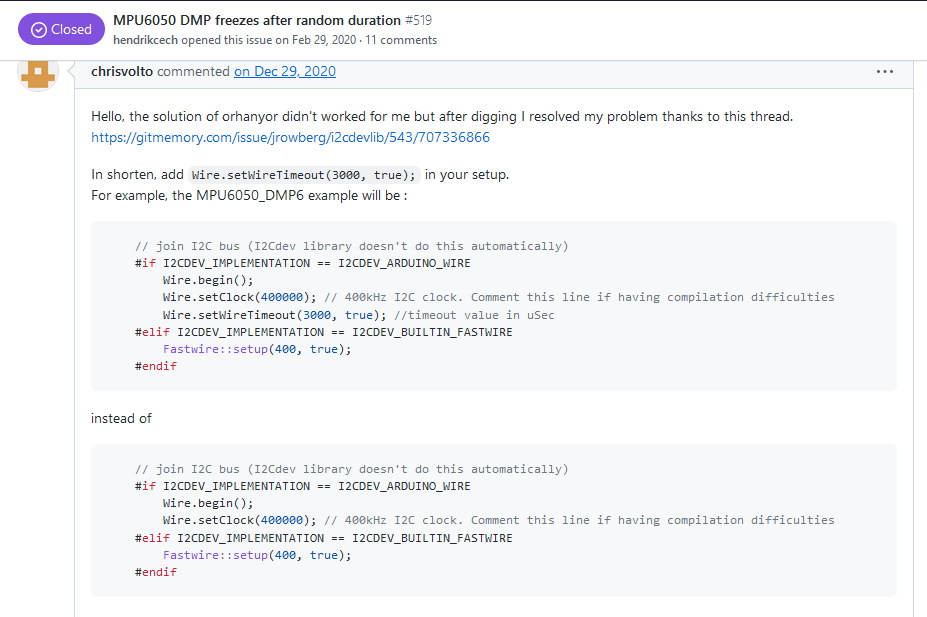 Closed
MPU6050 DMP freezes after random duration #519
hendrikcech opened this issue on Feb 29, 2020 · 11 comments
chrisvolto commented on Dec 29, 2020
Hello, the solution of orhanyor didn't worked for me but after digging I resolved my problem thanks to this thread.
https://gitmemory.com/issue/jrowberg/i2cdevlib/543/707336866
In shorten, add Wire.setWireTimeout(3000, true); in your setup.
For example, the MPU6050_DMP6 example will be :
// join I2C bus (I2Cdev library doesn't do this automatically)
#if I2CDEV_IMPLEMENTATION == I2CDEV_ARDUINO_WIRE
Wire.begin();
Wire.setClock(400000); // 400kHz I2C clock. Comment this line if having compilation difficulties
Wire.setWireTimeout(3000, true); //timeout value in uSec
#elif I2CDEV_IMPLEMENTATION == I2CDEV_BUILTIN_FASTWIRE
Fastwire::setup(400, true);
#endif
instead of
// join I2C bus (I2Cdev library doesn't do this automatically)
#if I2CDEV_IMPLEMENTATION == I2CDEV_ARDUINO_WIRE
Wire.begin();
Wire.setClock(400000); // 400kHz I2C clock. Comment this line if having compilation difficulties
#elif I2CDEV_IMPLEMENTATION == I2CDEV_BUILTIN_FASTWIRE
Fastwire::setup(400, true);
#endif